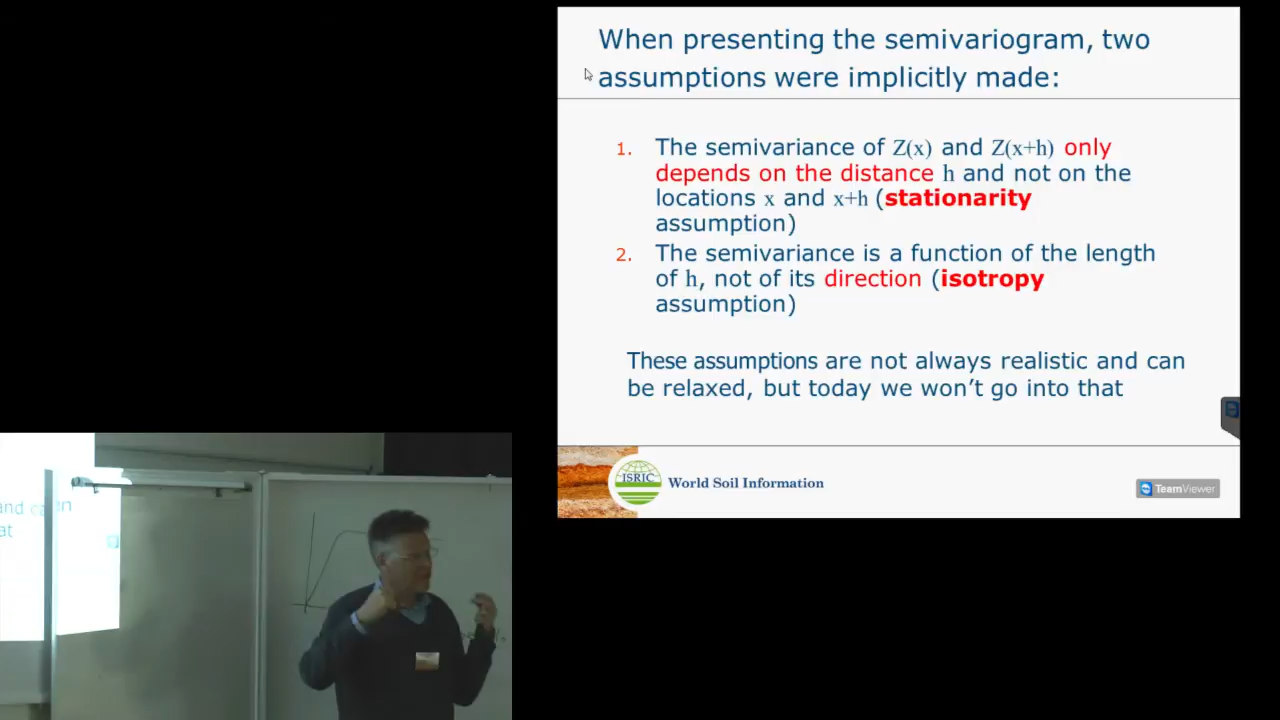 When presenting the semivariogram, two
assumptions were implicitly made:
1. The semivariance of Z(x) and Z(x+h) only
depends on the distance h and not on the
locations x and x+h (stationarity
assumption)
2. The semivariance is a function of the length
of h, not of its direction (isotropy
assumption)
These assumptions are not always realistic and can
be relaxed, but today we won't go into that
ISRIC
World Soil Information
TeamViewer
and can
at